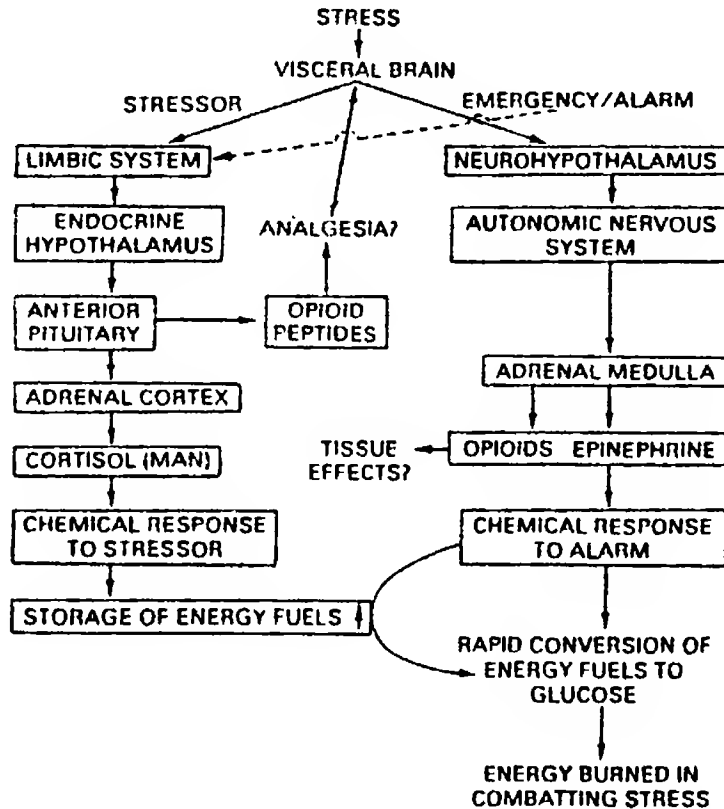 STRESS
VISCERAL BRAIN
STRESSOR
EMERGENCY/ALARM
LIMBIC SYSTEM
NEUROHYPOTHALAMUS
ENDOCRINE
HYPOTHALAMUS
ANALGESIA?
AUTONOMIC NERVOUS
SYSTEM
ANTERIOR
PITUITARY
OPIOID
PEPTIDES
ADRENAL MEDULLA
ADRENAL CORTEX
TISSUE
EFFECTS?
OPIOIDS EPINEPHRINE
CORTISOL (MAN)
CHEMICAL RESPONSE
TO STRESSOR
CHEMICAL RESPONSE
TO ALARM
STORAGE OF ENERGY FUELS
RAPID CONVERSION OF
ENERGY FUELS TO
GLUCOSE
ENERGY BURNED IN
COMBATTING STRESS